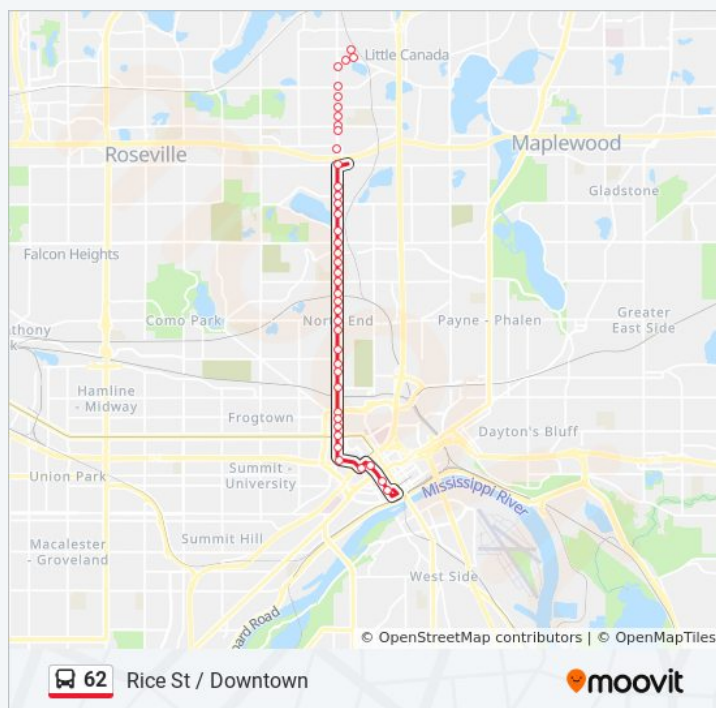 Little Canada
Roseville
Maplewood
Gladstone
Falcon Heights
Como Park
North End
Payne - Phalen
Greater
East Side
nthony
Hamline
- Midway
Frogtown
Dayton's Bluff
Summit -
University
Union Park
Mississippi River
Summit Hill
Macalester
- Groveland
West Side
pard Road
© OpenStreetMap contributors | © OpenMapTiles
62 Rice St / Downtown
moovit